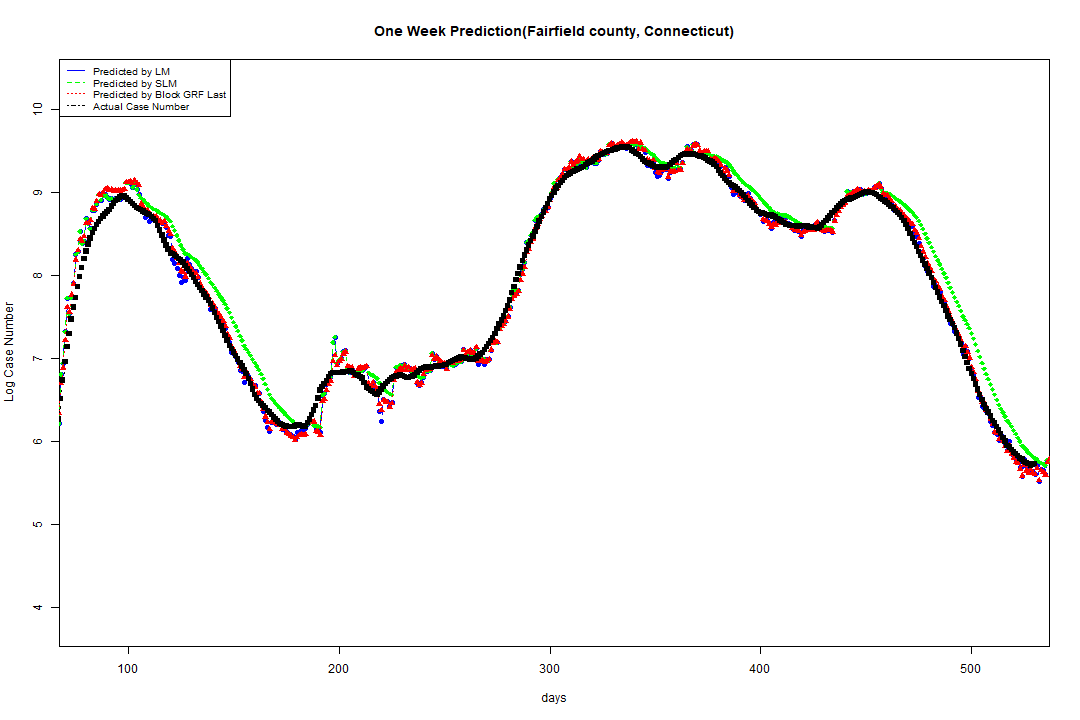 One Week Prediction(Fairfield county, Connecticut)
Predicted by LM
Predicted by SLM
Predicted by Block GRF Last
Actual Case Number
10
9
8
7
6
5
4
Log Case Number
100 200 300 400 500
days